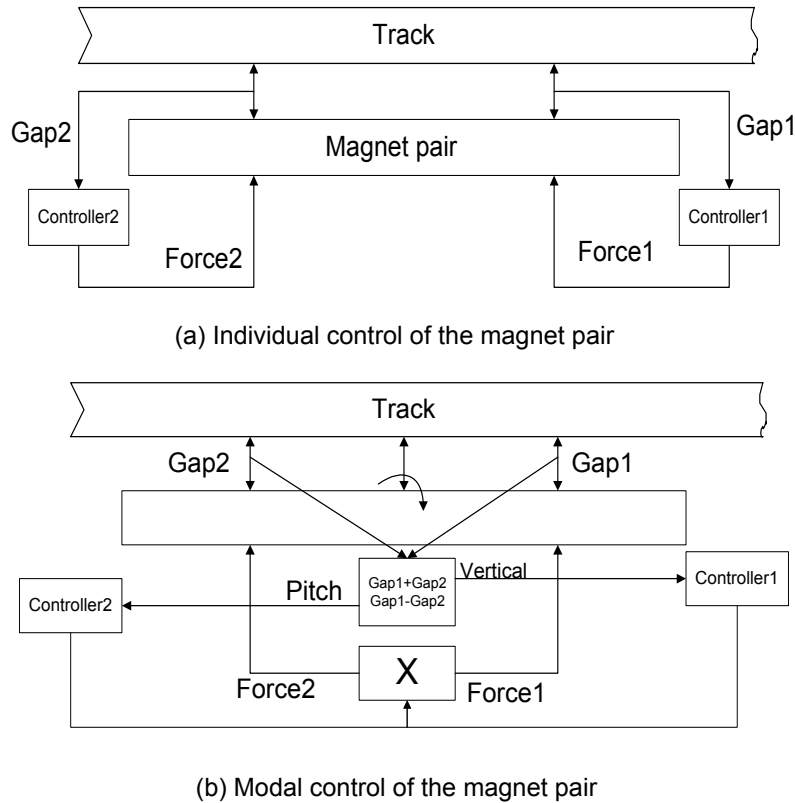 Track
Gap2
Gap1
Magnet pair
Controller2
Controller1
Force2
Force1
(a) Individual control of the magnet pair
Track
Gap2
Gap1
Gap1+Gap2
Gap1-Gap2
Vertical
Controller1
Pitch
Controller2
X
Force2
Force1
(b) Modal control of the magnet pair